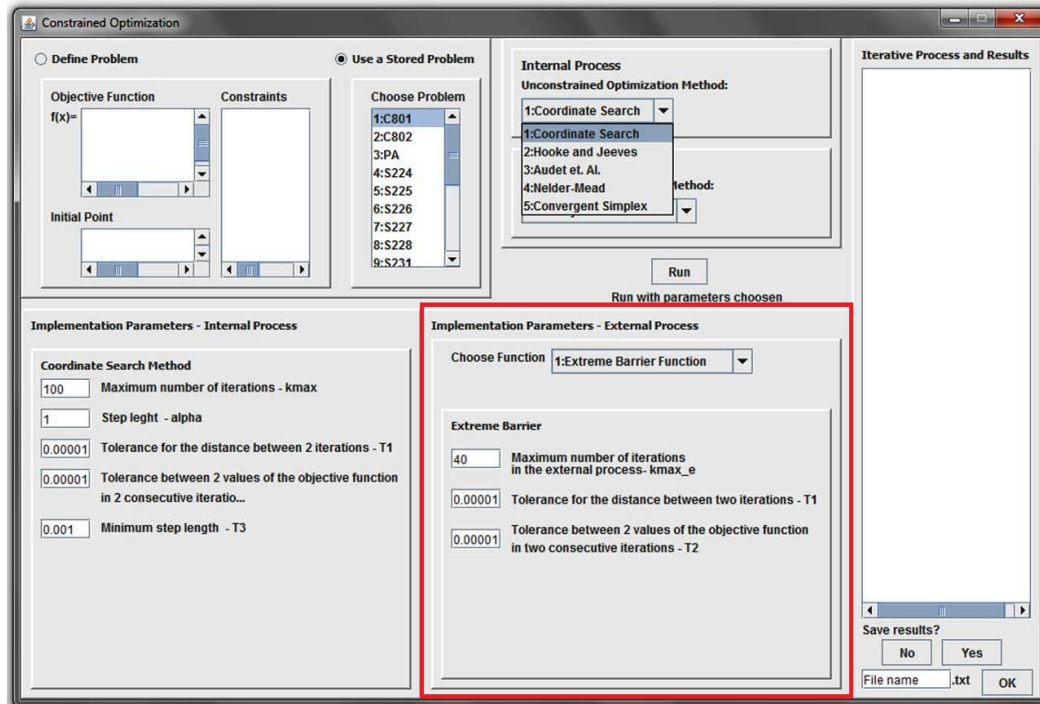 Constrained Optimization
Define Problem
Use a Stored Problem
Objective Function
f(x)=
Constraints
Initial Point
Choose Problem
1:C801
2:C802
3:PA
4:S224
5:S225
6:S226
7:S227
8:S228
9:S231
Internal Process
Unconstrained Optimization Method:
1:Coordinate Search
1:Coordinate Search
2:Hooke and Jeeves
3:Audet et. Al.
4:Nelder-Mead
5:Convergent Simplex
Method:
Run
Run with parameters choosen
Implementation Parameters - Internal Process
Coordinate Search Method
100 Maximum number of iterations - kmax
1 Step leght - alpha
0.00001 Tolerance for the distance between 2 iterations - T1
0.00001 Tolerance between 2 values of the objective function
in 2 consecutive iteratio...
0.001 Minimum step length - T3
Implementation Parameters - External Process
Choose Function 1:Extreme Barrier Function
Extreme Barrier
40 Maximum number of iterations
in the external process- kmax_e
0.00001 Tolerance for the distance between two iterations - T1
0.00001 Tolerance between 2 values of the objective function
in two consecutive iterations - T2
Iterative Process and Results
Save results?
No Yes
File name .txt OK